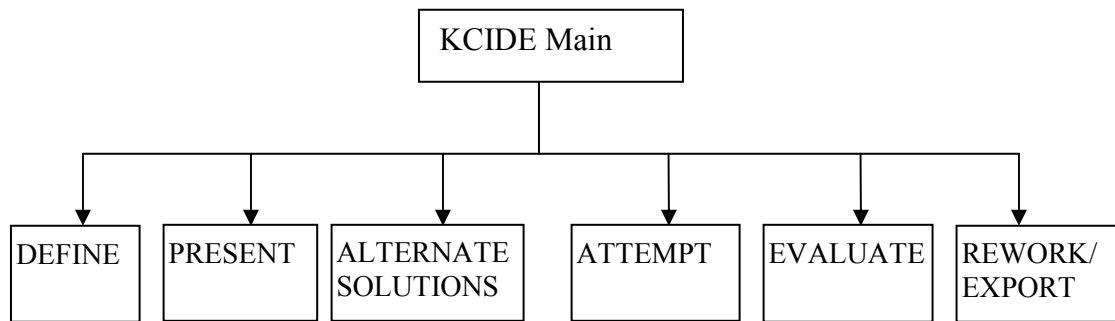 KCIDE Main
DEFINE
PRESENT
ALTERNATE
SOLUTIONS
ATTEMPT
EVALUATE
REWORK/
EXPORT